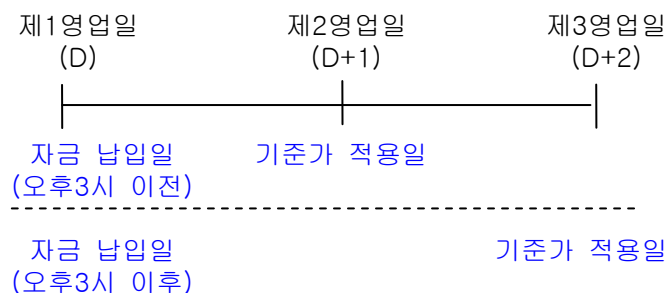 제1영업일 제2영업일 제3영업일
(D) (D+1) (D+2)
자금 납입일 기준가 적용일
(오후3시 이전)
자금 납입일 기준가 적용일
(오후3시 이후)